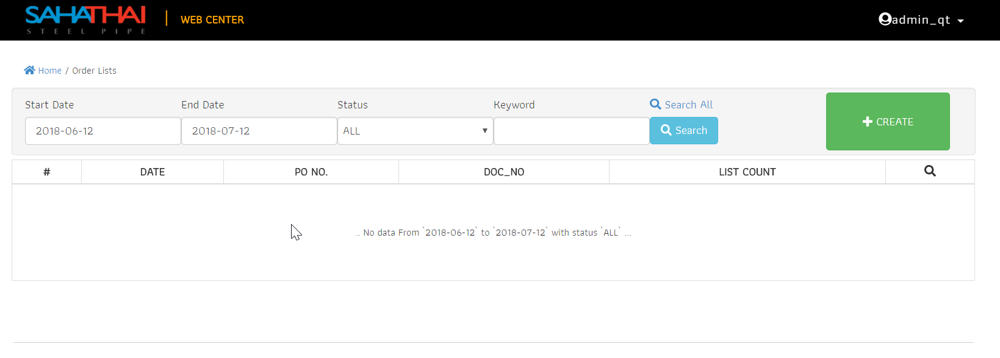 SAHATHAI
STEEL PIPE
WEB CENTER
admin_qt
Home / Order Lists
Start Date End Date Status Keyword Search All
2018-06-12 2018-07-12 ALL Search
CREATE
# DATE PO NO. DOC_NO LIST COUNT
.. No data From `2018-06-12` to `2018-07-12` with status `ALL` ...